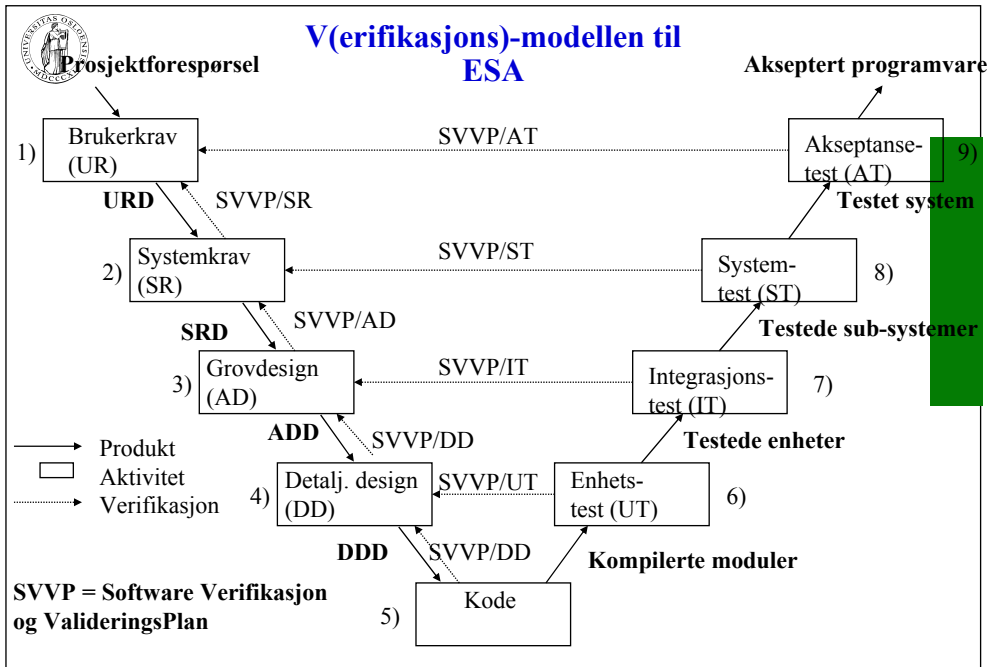 V(erifikasjons)-modellen til
ESA
UNIVERSITAS OSLOENSIS
MDCCCXI
Prosjektforespørsel
Akseptert programvare
1)
Brukerkrav
(UR)
SVVP/AT
Akseptanse-
test (AT)
9)
URD
SVVP/SR
Testet system
2)
Systemkrav
(SR)
SVVP/ST
System-
test (ST)
8)
SRD
SVVP/AD
Testede sub-systemer
3)
Grovdesign
(AD)
SVVP/IT
Integrasjons-
test (IT)
7)
ADD
SVVP/DD
Testede enheter
Produkt
Aktivitet
Verifikasjon
4)
Detalj. design
(DD)
SVVP/UT
Enhets-
test (UT)
6)
DDD
SVVP/DD
Kompilerte moduler
SVVP = Software Verifikasjon
og ValideringsPlan
5)
Kode